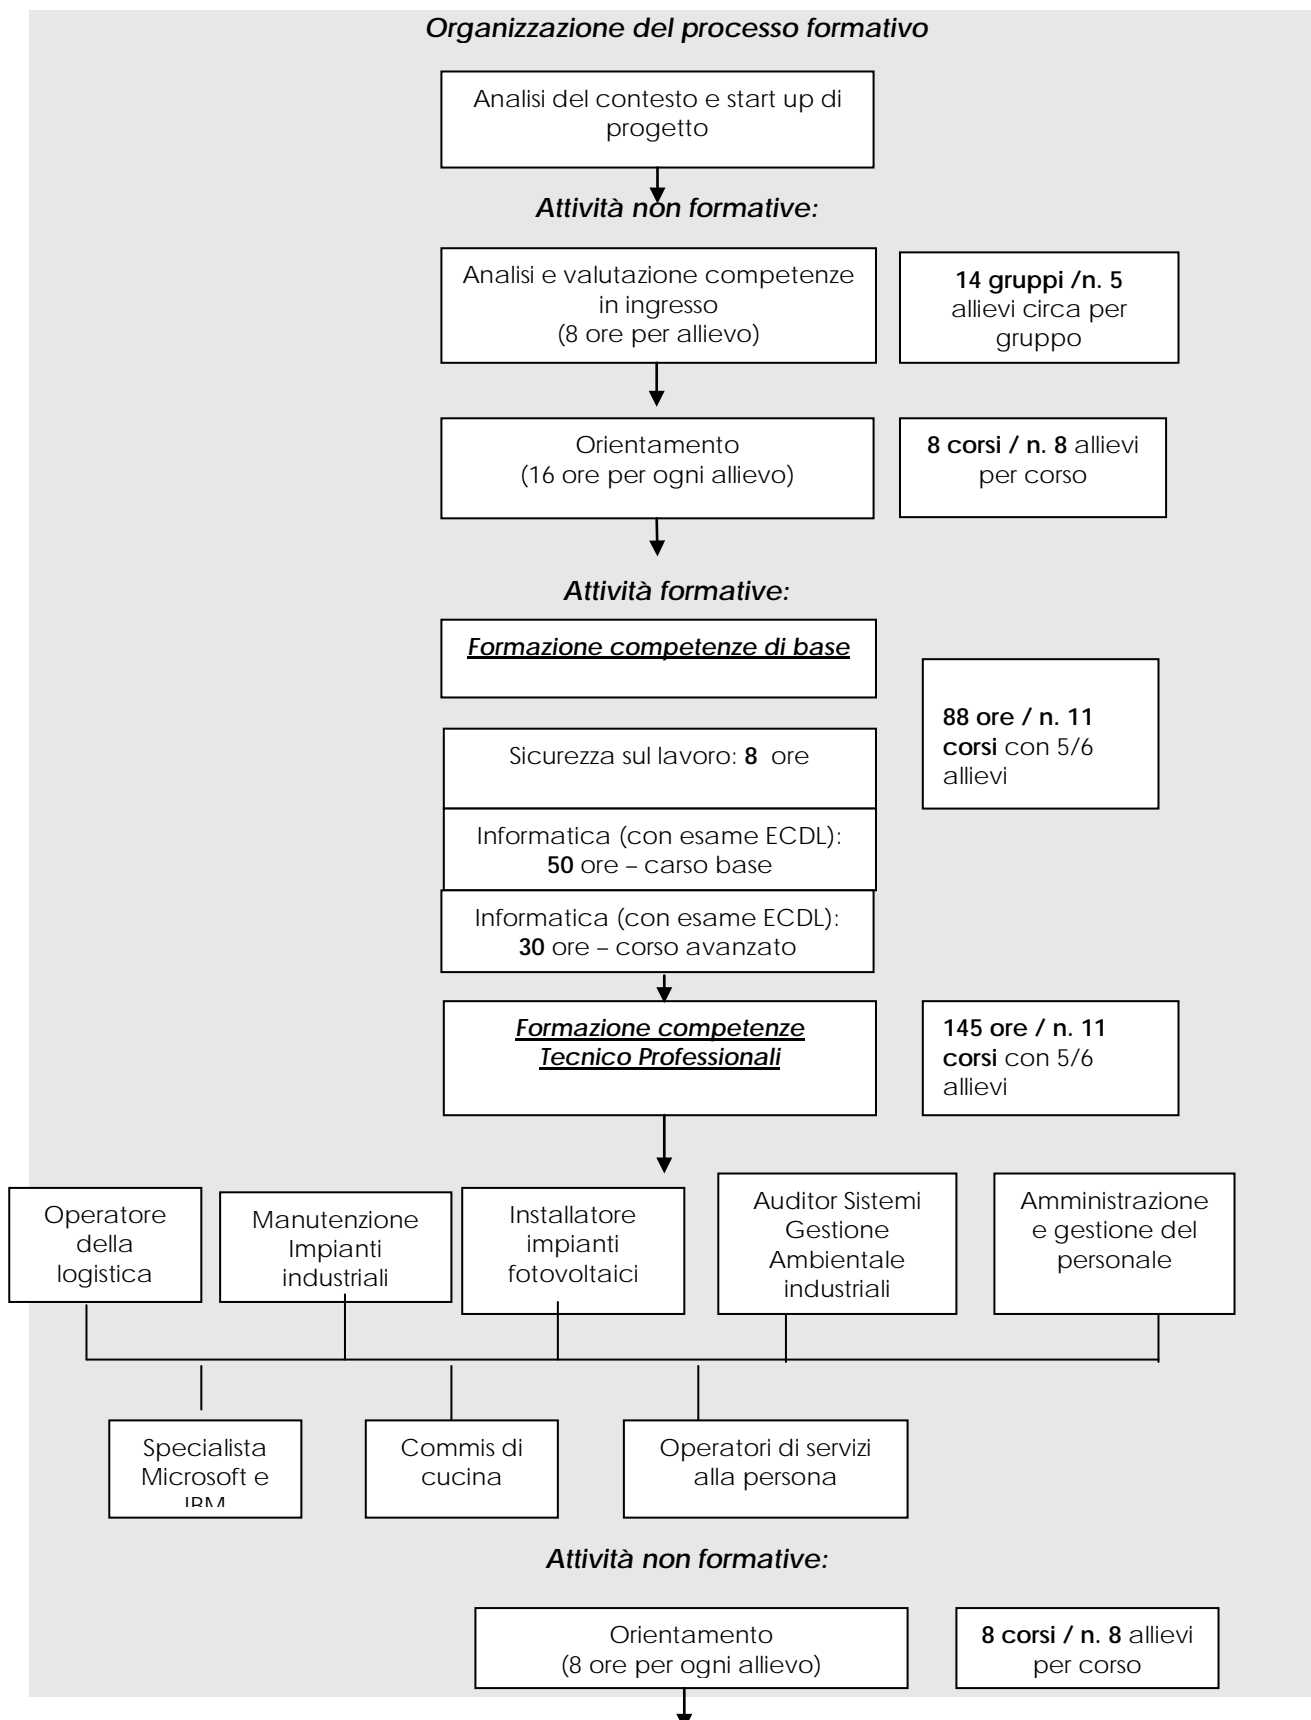 Organizzazione del processo formativo
Analisi del contesto e start up di
progetto
Attività non formative:
Analisi e valutazione competenze
in ingresso
(8 ore per allievo)
14 gruppi /n. 5
allievi circa per
gruppo
Orientamento
(16 ore per ogni allievo)
8 corsi / n. 8 allievi
per corso
Attività formative:
Formazione competenze di base
88 ore / n. 11
corsi con 5/6
allievi
Sicurezza sul lavoro: 8 ore
Informatica (con esame ECDL):
50 ore – carso base
Informatica (con esame ECDL):
30 ore – corso avanzato
Formazione competenze
Tecnico Professionali
145 ore / n. 11
corsi con 5/6
allievi
Operatore
della
logistica
Manutenzione
Impianti
industriali
Installatore
impianti
fotovoltaici
Auditor Sistemi
Gestione
Ambientale
industriali
Amministrazione
e gestione del
personale
Specialista
Microsoft e
IBM
Commis di
cucina
Operatori di servizi
alla persona
Attività non formative:
Orientamento
(8 ore per ogni allievo)
8 corsi / n. 8 allievi
per corso